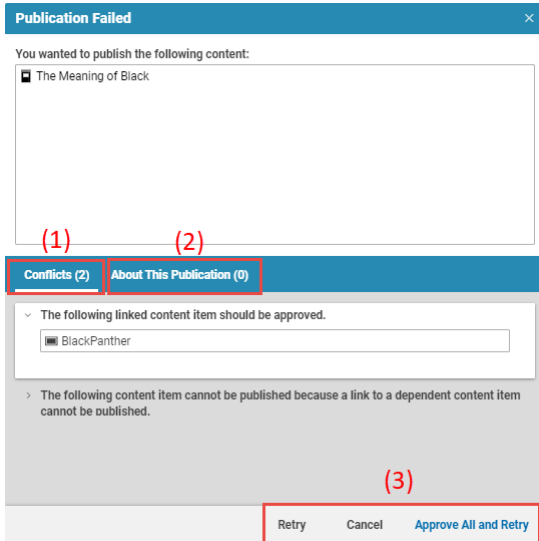 Publication Failed ×
You wanted to publish the following content:
The Meaning of Black
(1) (2)
Conflicts (2) About This Publication (0)
The following linked content item should be approved.
BlackPanther
The following content item cannot be published because a link to a dependent content item
cannot be published.
(3)
Retry Cancel Approve All and Retry